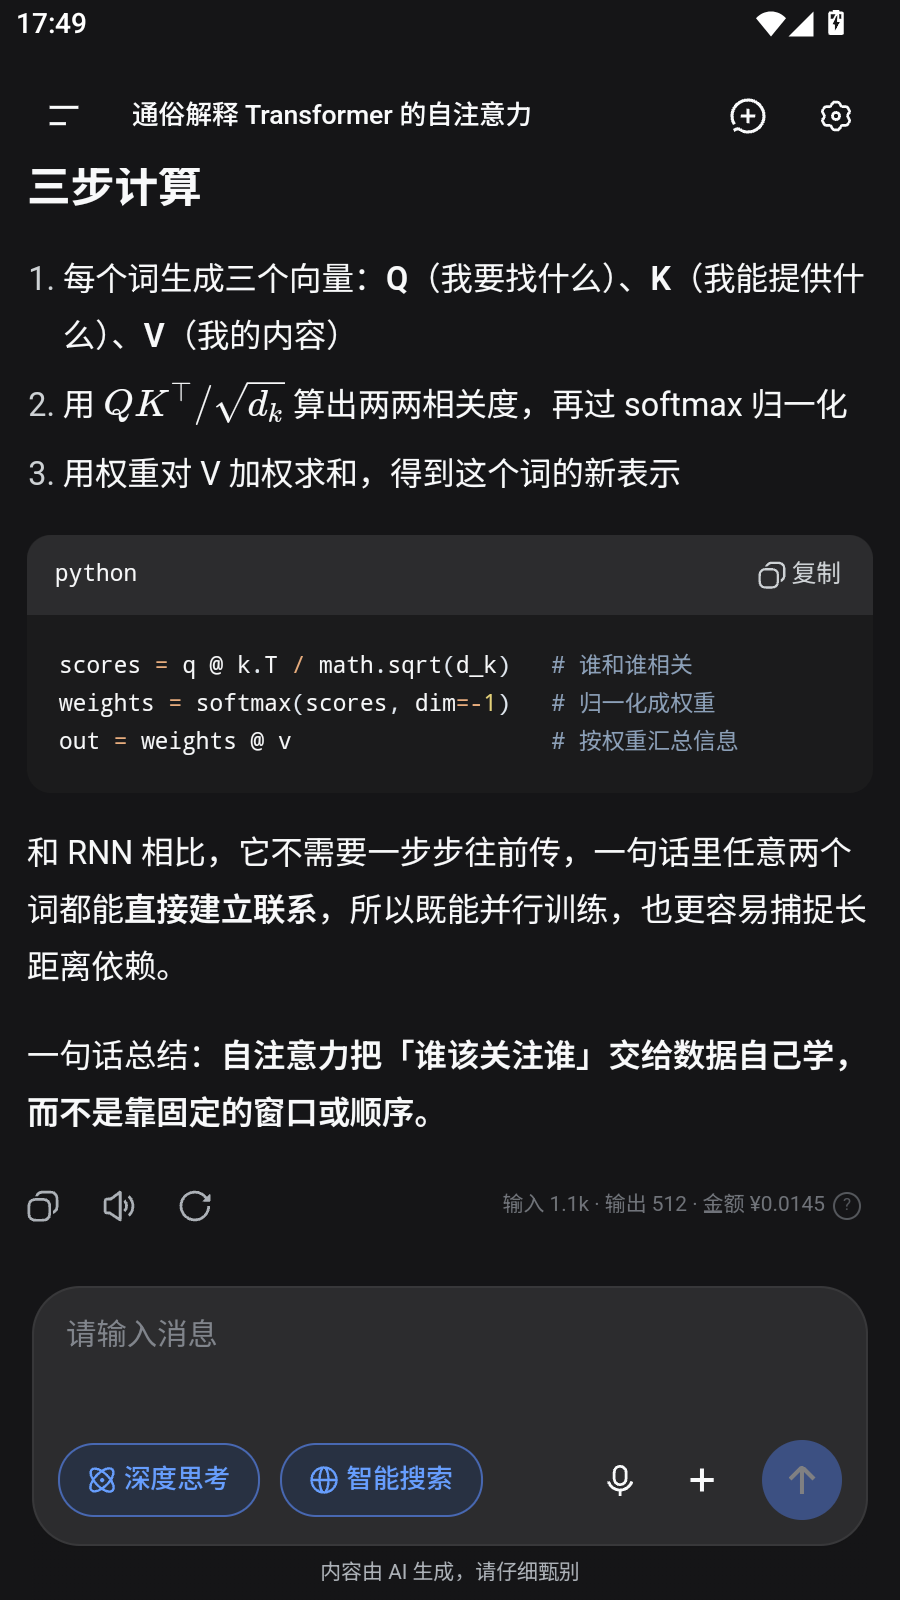 17:49
通俗解释 Transformer 的自注意力
三步计算
1. 每个词生成三个向量：Q（我要找什么）、K（我能提供什
么）、V（我的内容）
2. 用 QK⊤/√dₖ 算出两两相关度，再过 softmax 归一化
3. 用权重对 V 加权求和，得到这个词的新表示
python 复制
scores = q @ k.T / math.sqrt(d_k)   # 谁和谁相关
weights = softmax(scores, dim=-1)   # 归一化成权重
out = weights @ v                   # 按权重汇总信息
和 RNN 相比，它不需要一步步往前传，一句话里任意两个
词都能直接建立联系，所以既能并行训练，也更容易捕捉长
距离依赖。
一句话总结：自注意力把「谁该关注谁」交给数据自己学，
而不是靠固定的窗口或顺序。
输入 1.1k · 输出 512 · 金额 ¥0.0145 ?
请输入消息
深度思考 智能搜索
内容由 AI 生成，请仔细甄别